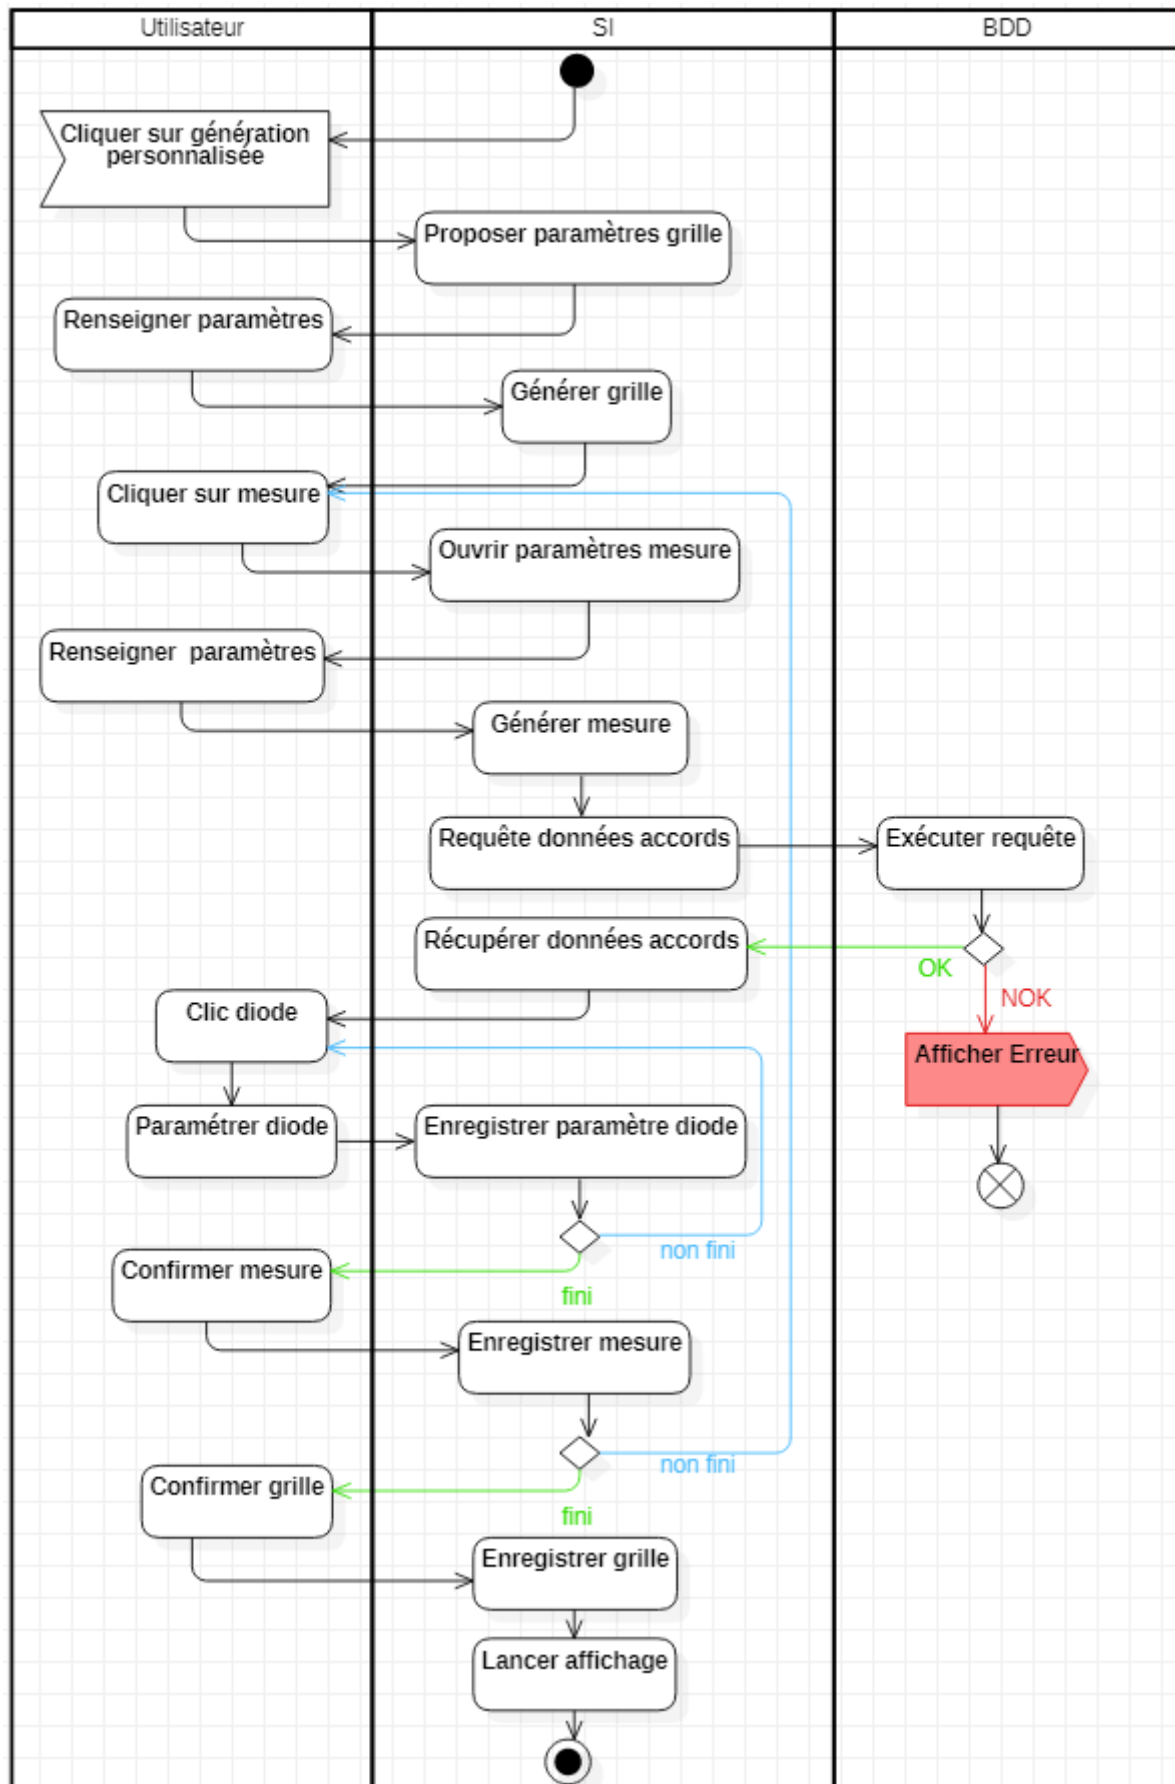 Utilisateur
SI
BDD
Cliquer sur génération
personnalisée
Proposer paramètres grille
Renseigner paramètres
Générer grille
Cliquer sur mesure
Ouvrir paramètres mesure
Renseigner  paramètres
Générer mesure
Requête données accords
Exécuter requête
Récupérer données accords
OK
NOK
Clic diode
Afficher Erreur
Paramétrer diode
Enregistrer paramètre diode
non fini
Confirmer mesure
fini
Enregistrer mesure
non fini
Confirmer grille
fini
Enregistrer grille
Lancer affichage